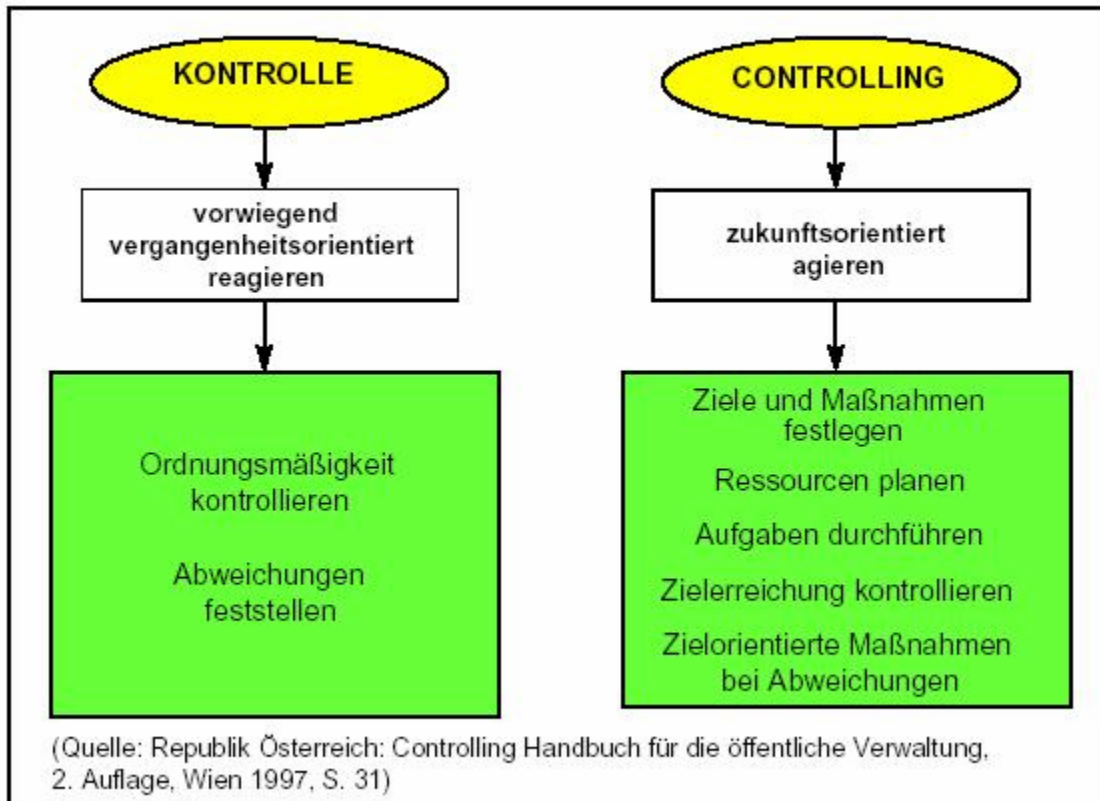 KONTROLLE
vorwiegend
vergangenheitsorientiert
reagieren
Ordnungsmäßigkeit
kontrollieren
Abweichungen
feststellen
CONTROLLING
zukunftsorientiert
agieren
Ziele und Maßnahmen
festlegen
Ressourcen planen
Aufgaben durchführen
Zielerreichung kontrollieren
Zielorientierte Maßnahmen
bei Abweichungen
(Quelle: Republik Österreich: Controlling Handbuch für die öffentliche Verwaltung,
2. Auflage, Wien 1997, S. 31)